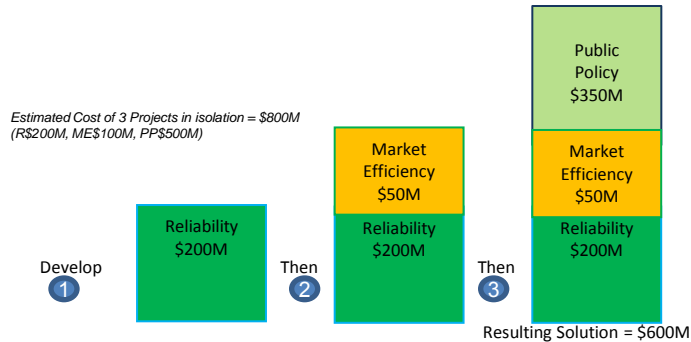 Estimated Cost of 3 Projects in isolation = $800M
(R$200M, ME$100M, PP$500M)
Develop
1
Reliability
$200M
Then
2
Market
Efficiency
$50M
Reliability
$200M
Then
3
Public
Policy
$350M
Market
Efficiency
$50M
Reliability
$200M
Resulting Solution = $600M